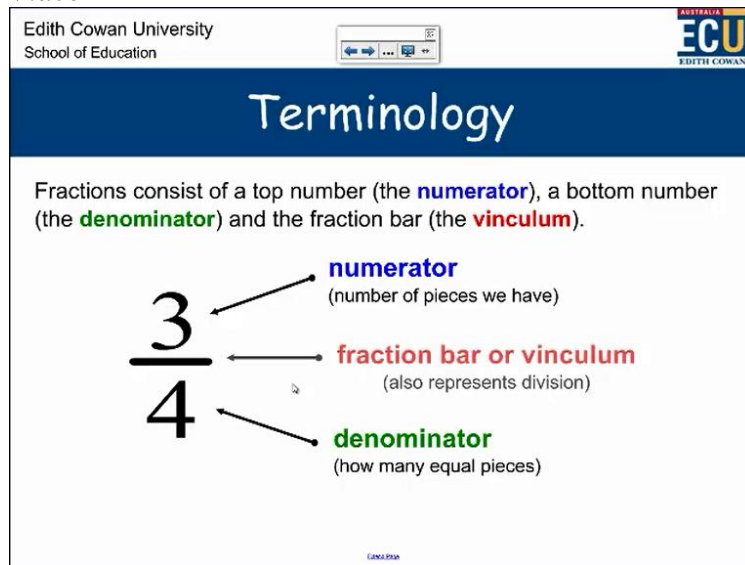 Edith Cowan University
School of Education
AUSTRALIA
ECU
EDITH COWAN
...
Terminology
Fractions consist of a top number (the numerator), a bottom number
(the denominator) and the fraction bar (the vinculum).
numerator
(number of pieces we have)
3
fraction bar or vinculum
(also represents division)
4
denominator
(how many equal pieces)